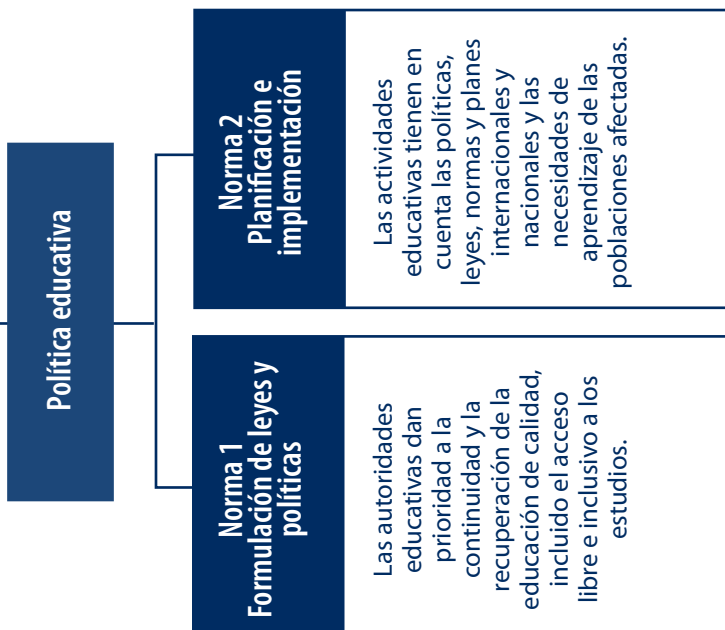 Política educativa
Norma 1
Formulación de leyes y
políticas
Las autoridades
educativas dan
prioridad a la
continuidad y la
recuperación de la
educación de calidad,
incluido el acceso
libre e inclusivo a los
estudios.
Norma 2
Planificación e
implementación
Las actividades
educativas tienen en
cuenta las políticas,
leyes, normas y planes
internacionales y
nacionales y las
necesidades de
aprendizaje de las
poblaciones afectadas.